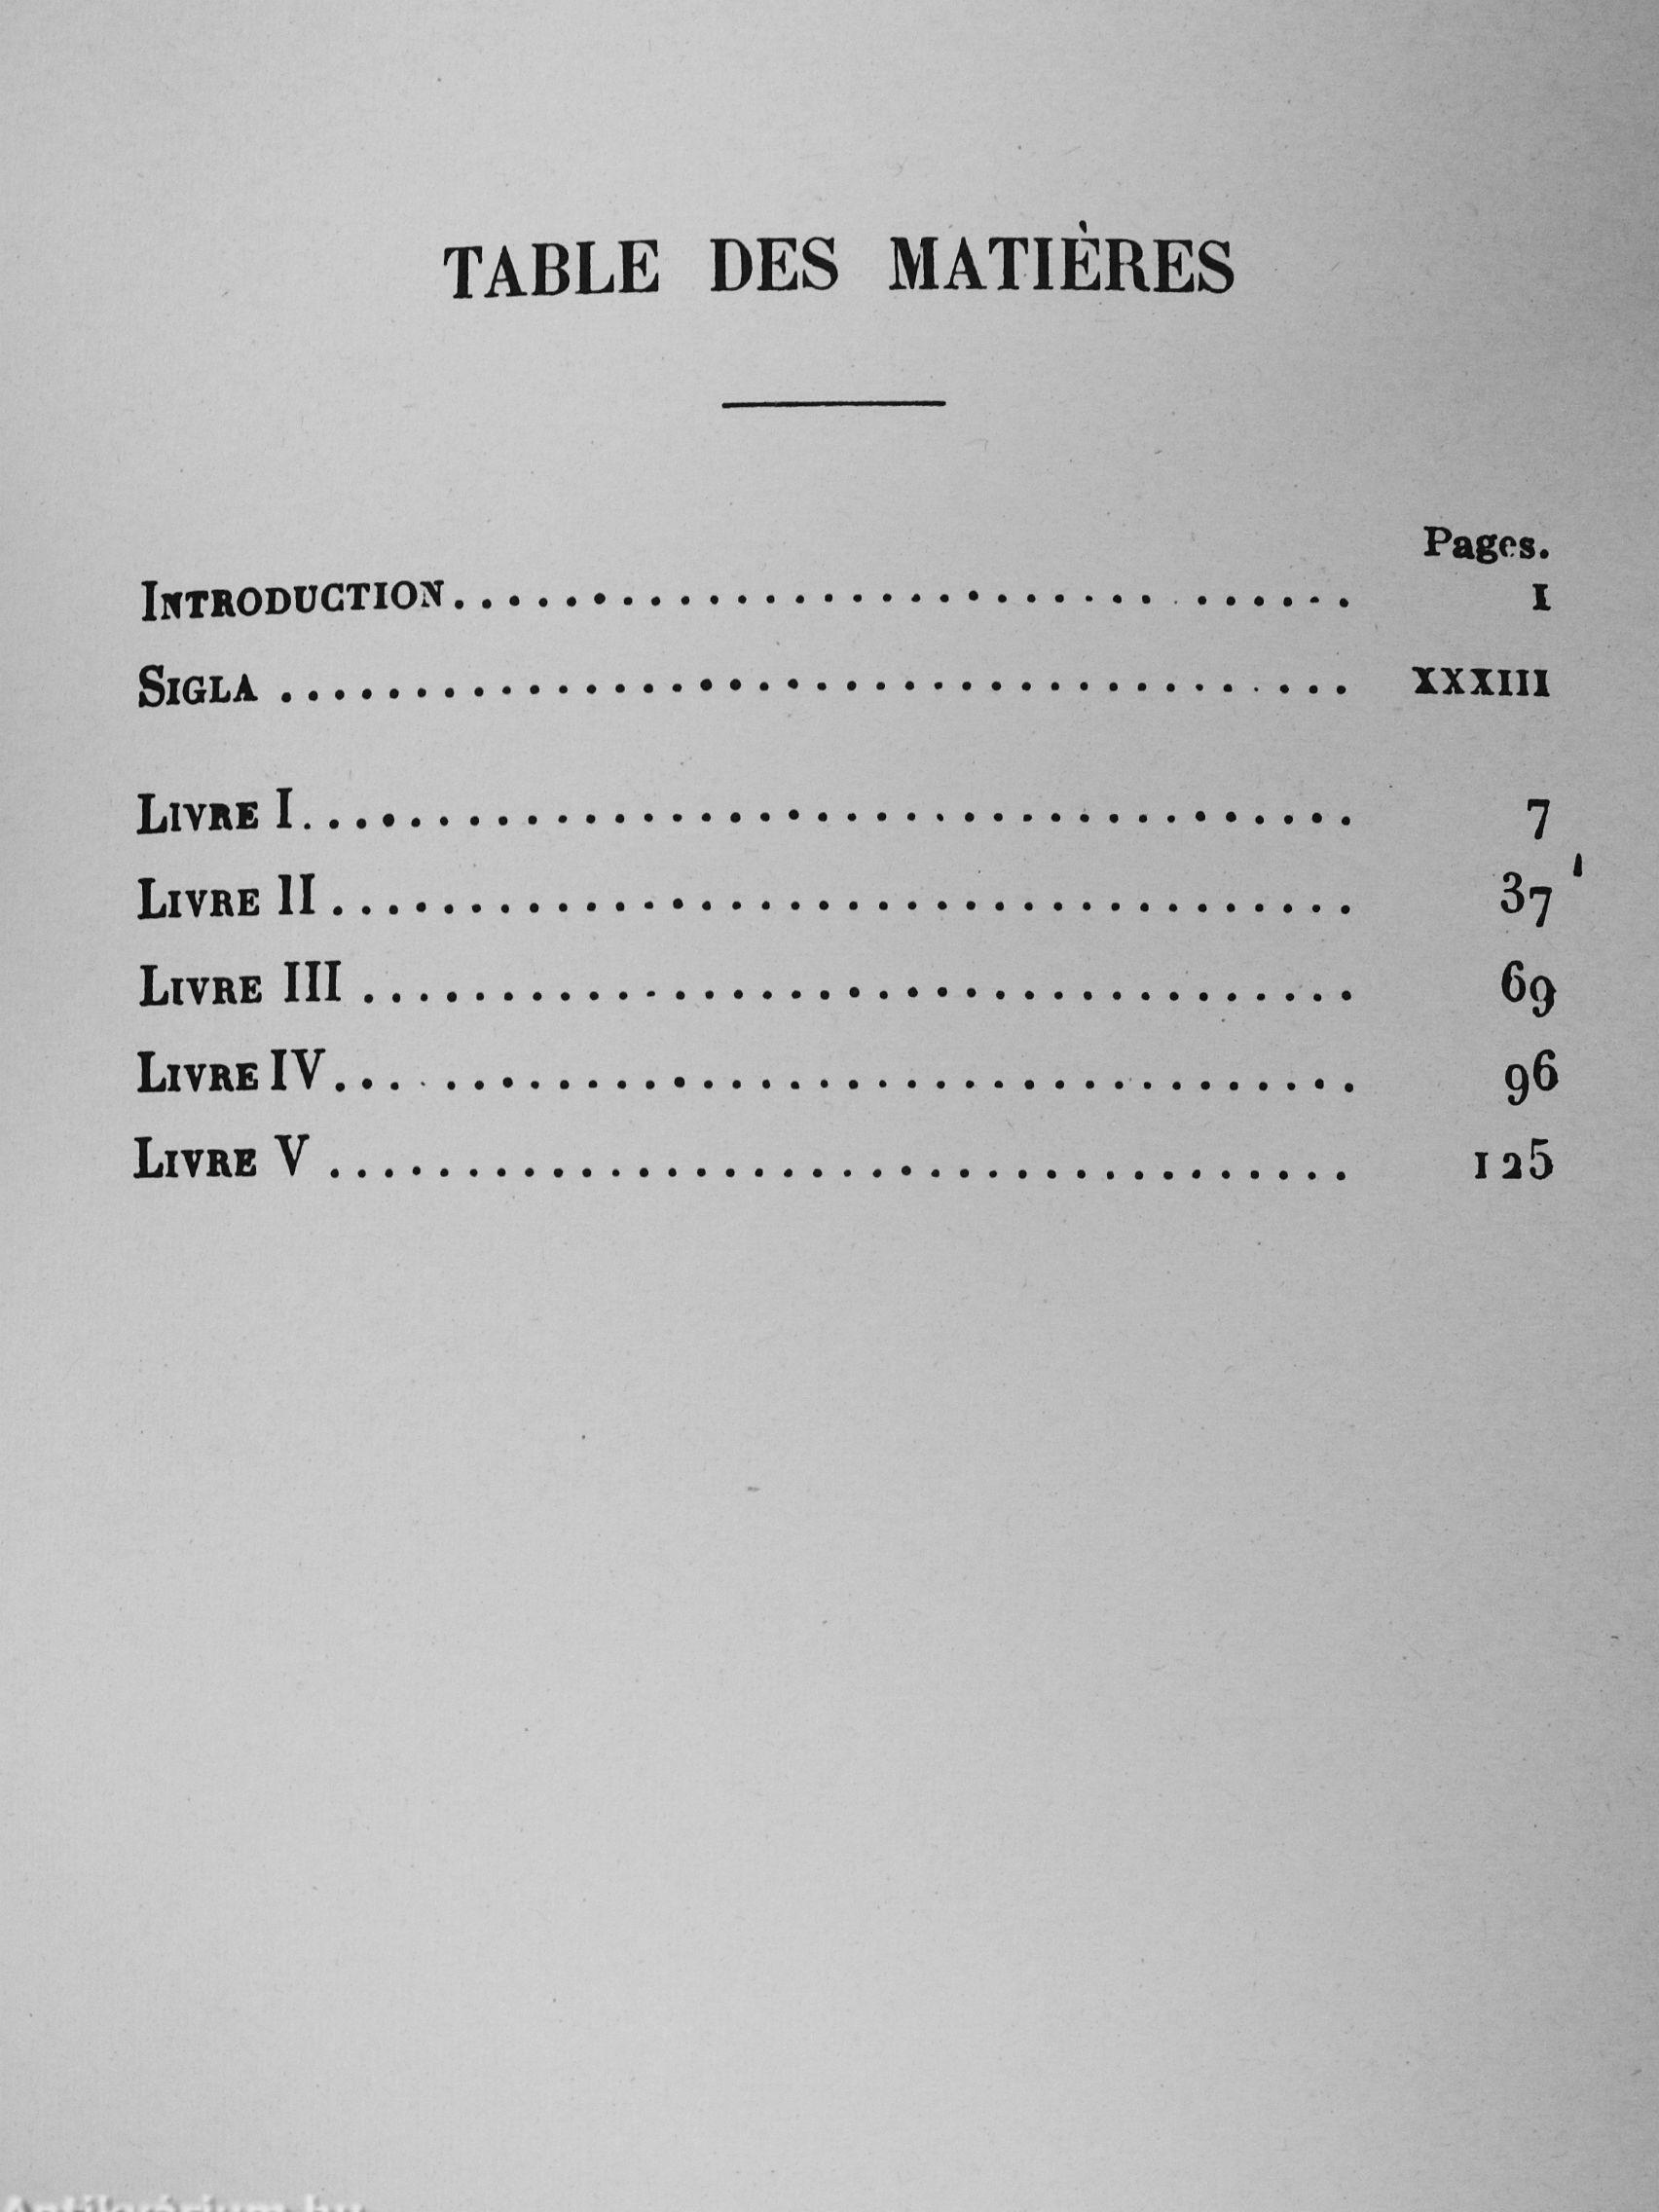 TABLE DES MATIÈRES
Pages.
INTRODUCTION............................... I
SIGLA ..................................... XXXIII
LIVRE I.................................... 7
LIVRE II................................... 37
LIVRE III ................................. 69
LIVRE IV................................... 96
LIVRE V ................................... 125